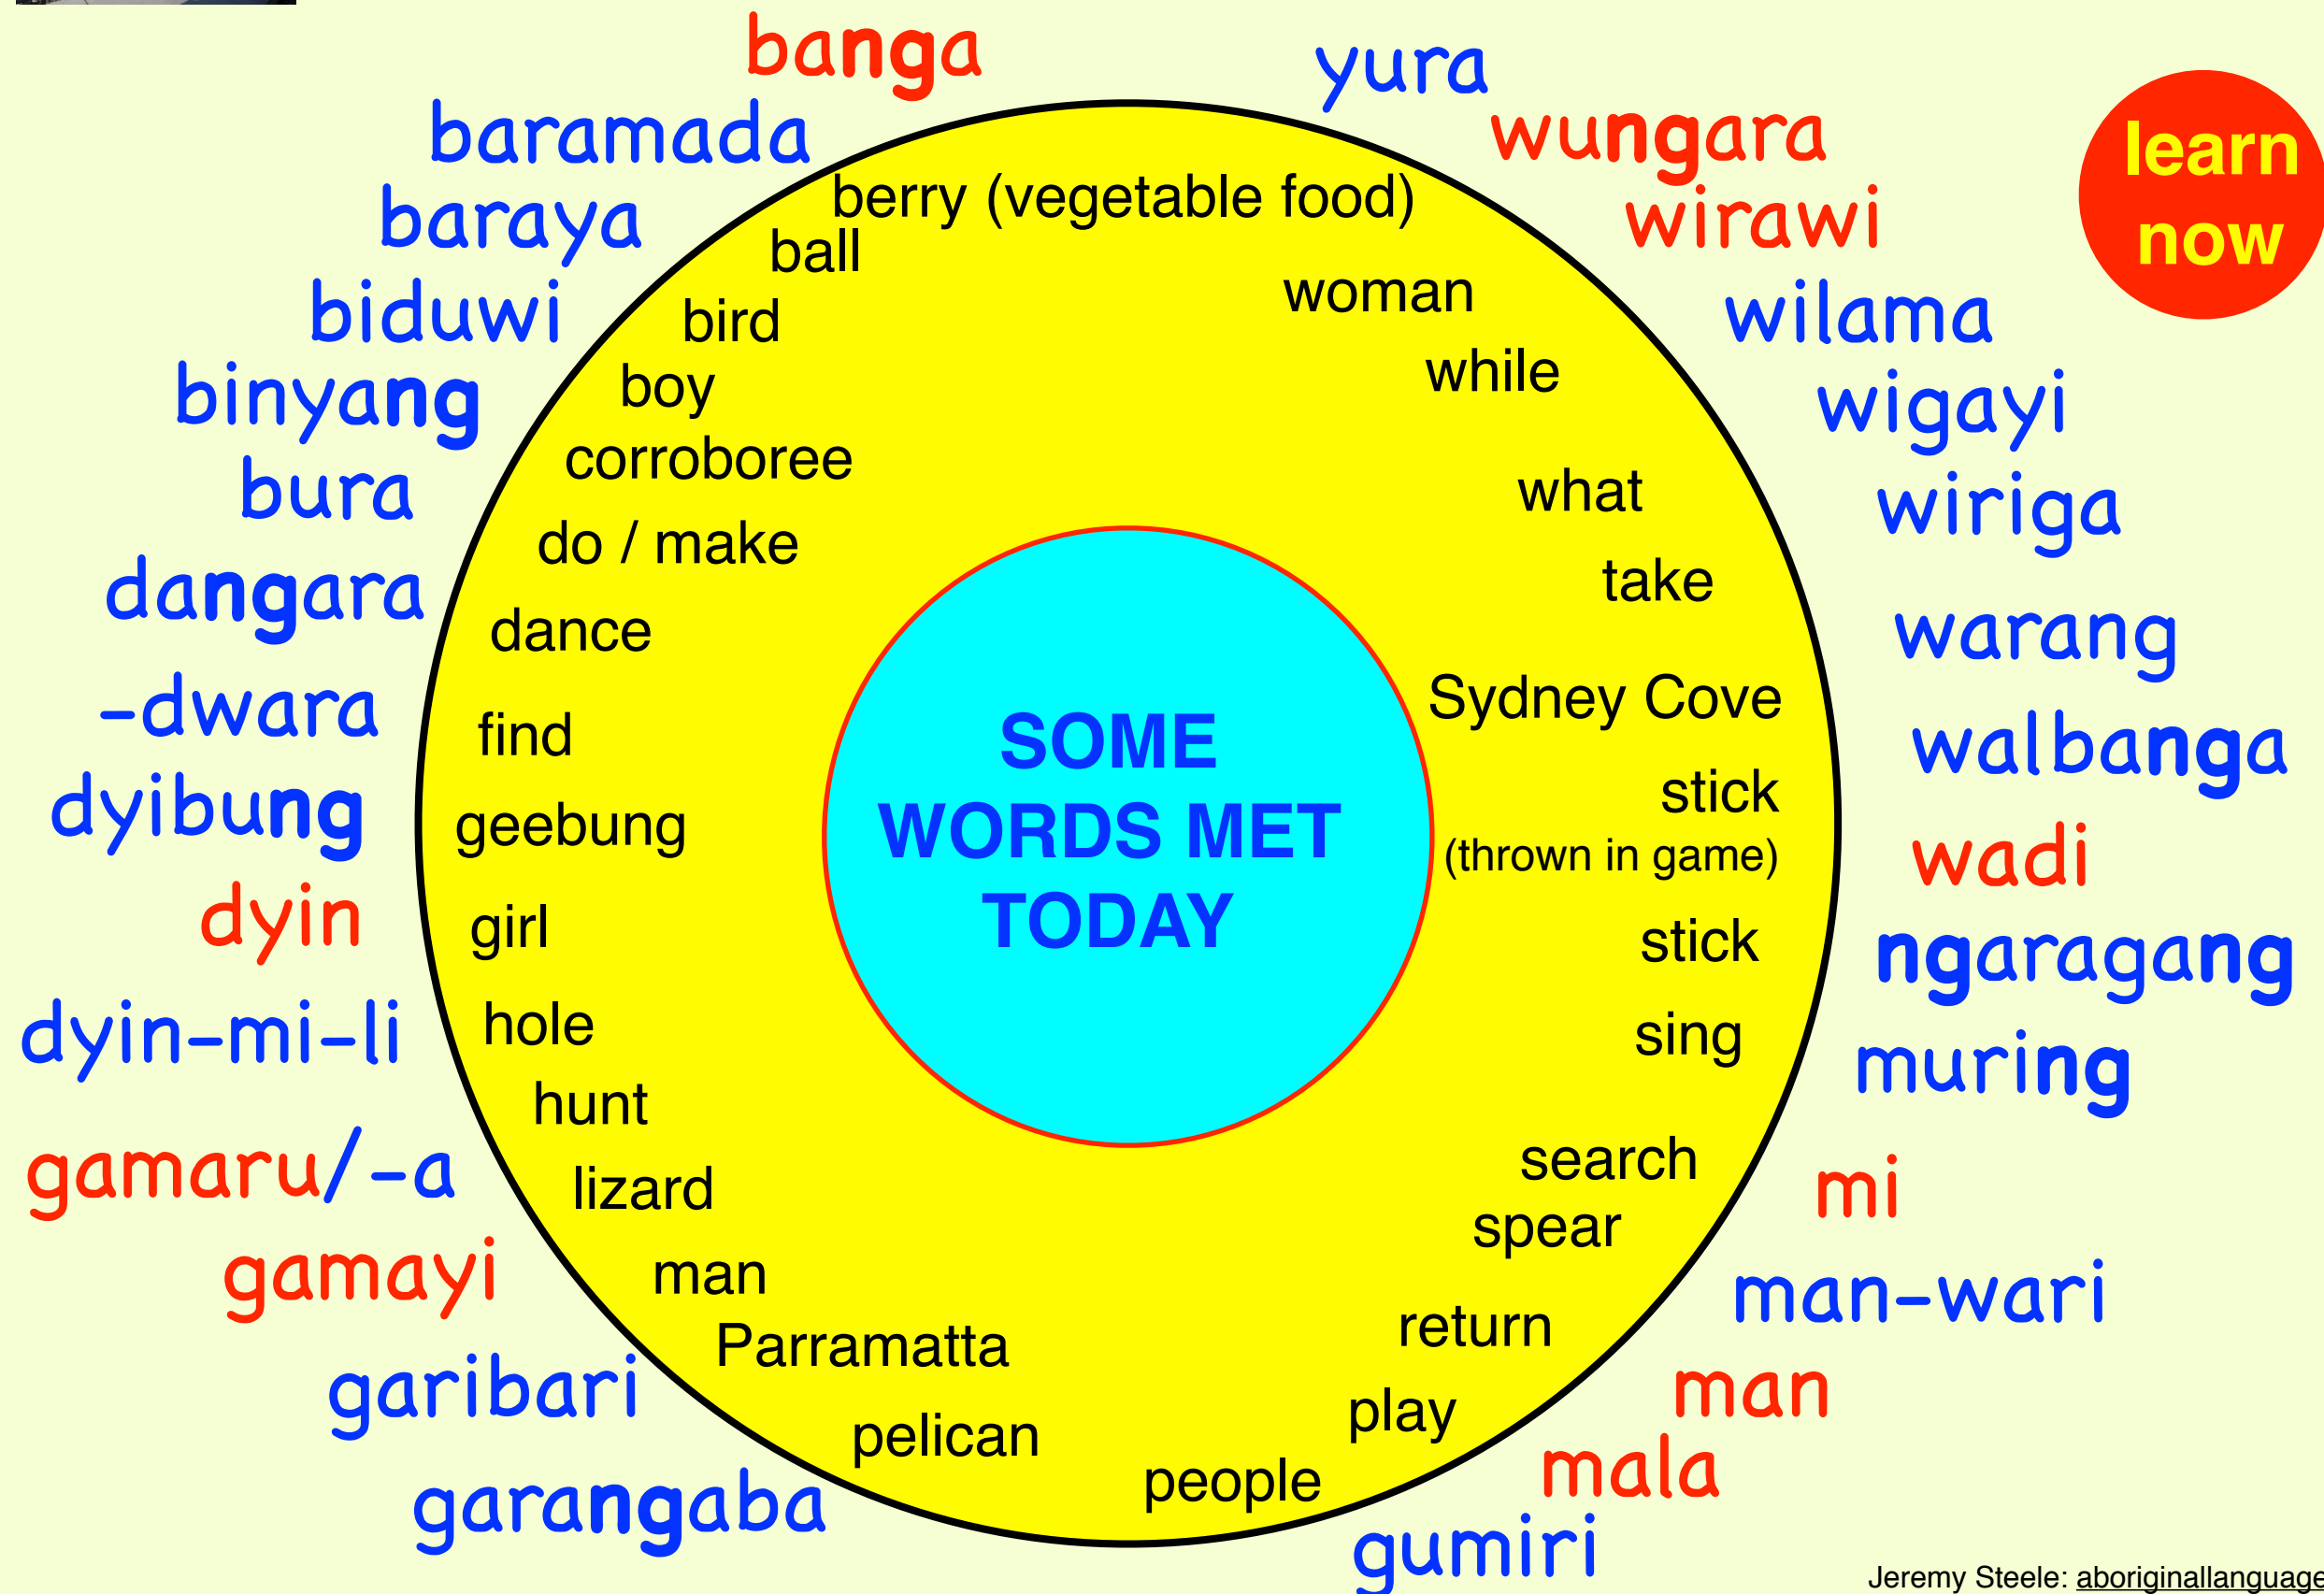 banga
baramada
baraya
biduwi
binyang
bura
dangara
-dwara
dyibung
dyin
dyin-mi-li
gamaru/-a
gamayi
garibari
garangaba
berry (vegetable food)
ball
bird
boy
corroboree
do / make
dance
find
geebung
girl
hole
hunt
lizard
man
Parramatta
pelican
people
SOME
WORDS MET
TODAY
woman
while
what
take
Sydney Cove
stick
(thrown in game)
stick
sing
search
spear
return
play
yura
wungara
wirawi
wilama
wigayi
wiriga
warang
walbanga
wadi
ngaragang
muring
mi
man-wari
man
mala
gumiri
learn
now
Jeremy Steele: aboriginallanguage